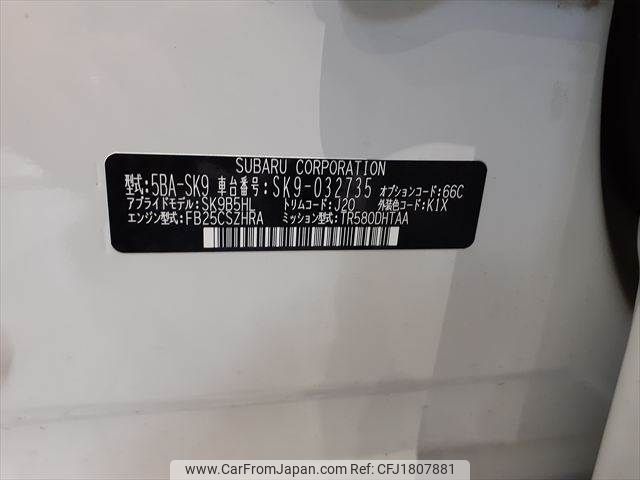 SUBARU CORPORATION
型式:5BA-SK9 車台番号:SK9-032735 オプションコード:66C
アプライドモデル:SK9B5HL トリムコード:J20 外装色コード:K1X
エンジン型式:FB25CSZHRA ミッション型式:TR580DHTAA
www.CarFromJapan.com - Ref: CFJ1807881